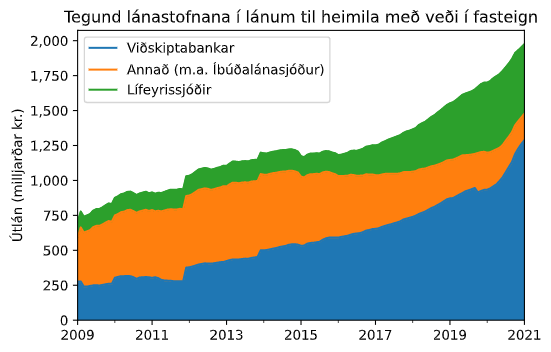 Tegund lánastofnana í lánum til heimila með veði í fasteign
Útlán (milljarðar kr.)
2,000
1,750
1,500
1,250
1,000
750
500
250
0
Viðskiptabankar
Annað (m.a. Íbúðalánasjóður)
Lífeyrissjóðir
2009 2011 2013 2015 2017 2019 2021